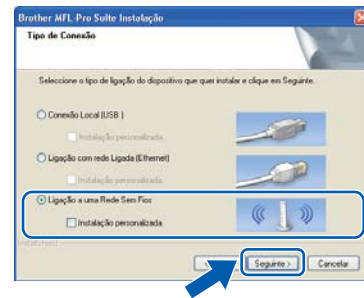 Brother MFL-Pro Suite Instalação
Tipo de Conexão
Seleccione o tipo de ligação do dispositivo que quer instalar e clique em Seguinte.
Conexão Local (USB )
Instalação personalizada.
Ligação com rede Ligada (Ethernet)
Instalação personalizada.
Ligação a uma Rede Sem Fios
Instalação personalizada
InstallShield
Seguinte >
Cancelar